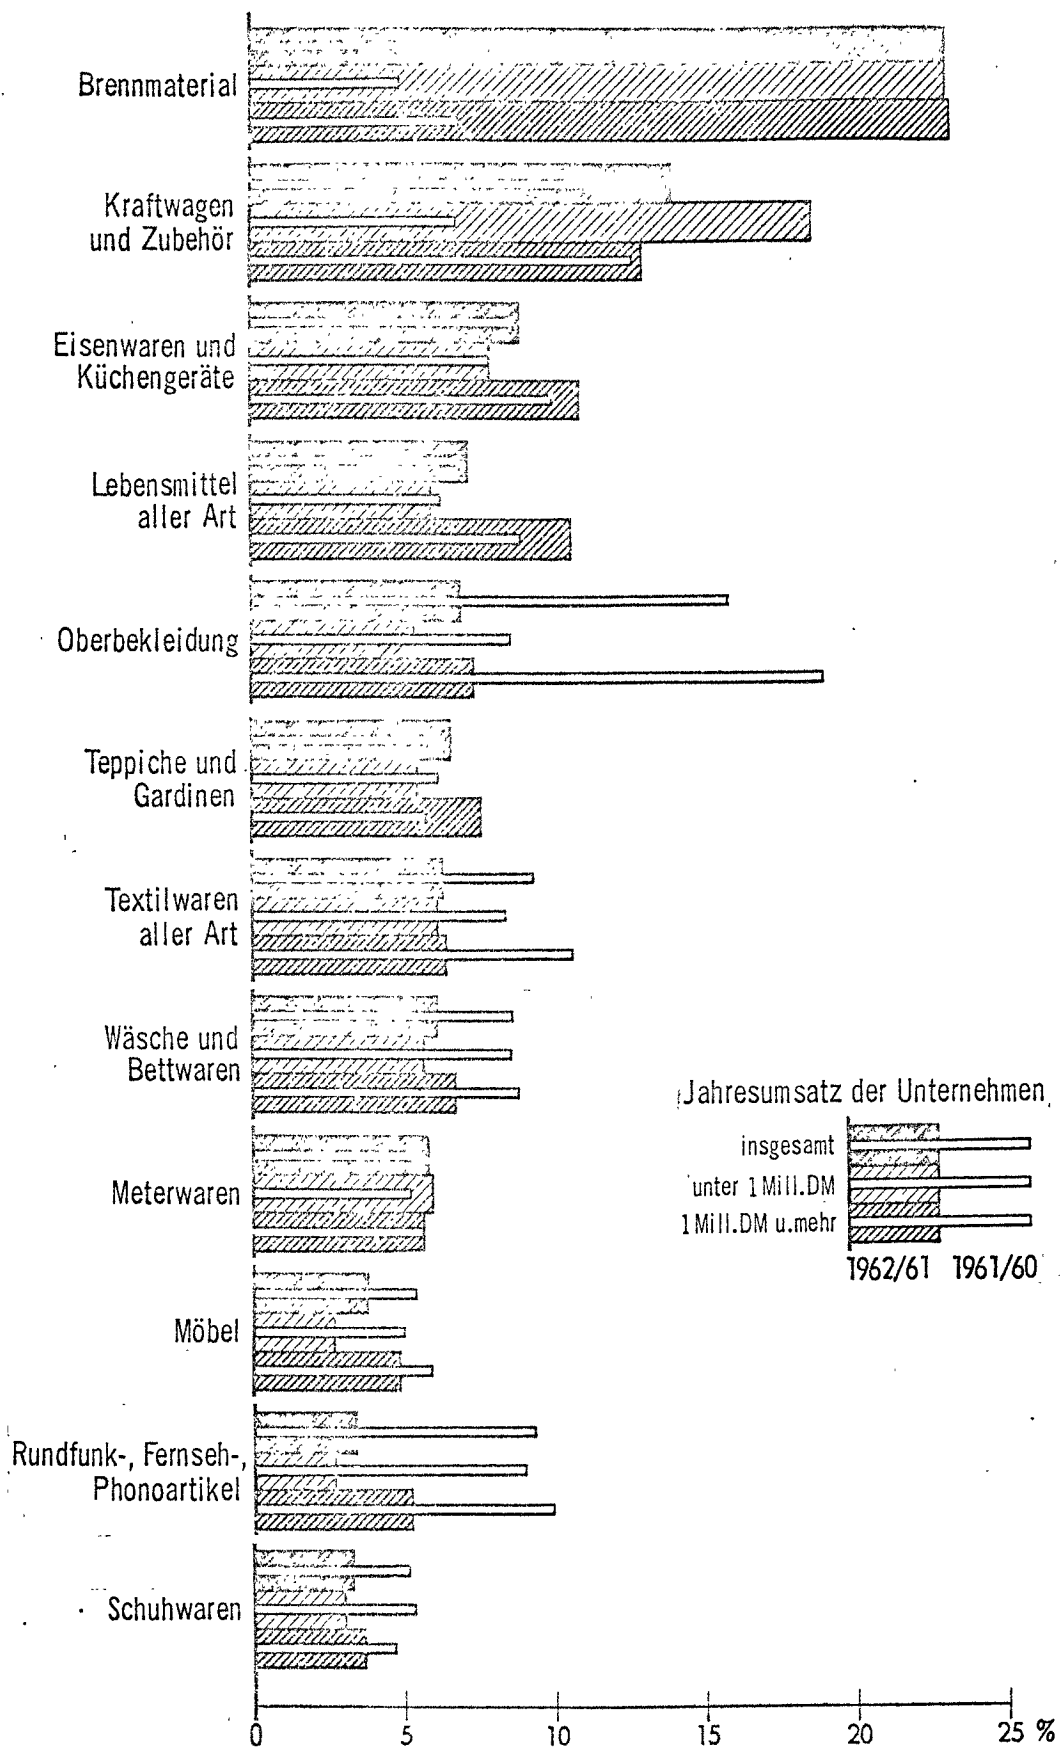 Brennmaterial
Kraftwagen
und Zubehör
Eisenwaren und
Küchengeräte
Lebensmittel
aller Art
Oberbekleidung
Teppiche und
Gardinen
Textilwaren
aller Art
Wäsche und
Bettwaren
Jahresumsatz der Unternehmen
insgesamt
unter 1 Mill.DM
1 Mill.DM u.mehr
1962/61 1961/60
Meterwaren
Möbel
Rundfunk-, Fernseh-,
Phonoartikel
Schuhwaren
0 5 10 15 20 25 %